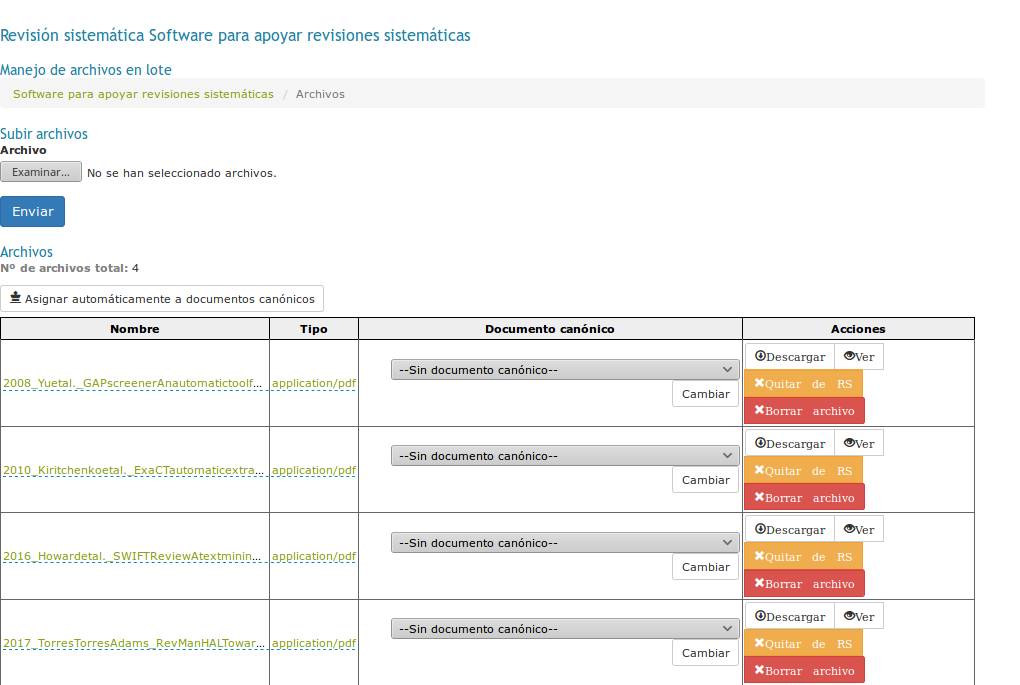 Revisión sistemática Software para apoyar revisiones sistemáticas
Manejo de archivos en lote
Software para apoyar revisiones sistemáticas / Archivos
Subir archivos
Archivo
Examinar... No se han seleccionado archivos.
Enviar
Archivos
Nº de archivos total: 4
Asignar automáticamente a documentos canónicos
Nombre Tipo Documento canónico Acciones
2008_Yuetal._GAPscreenerAnautomatictoolf... application/pdf --Sin documento canónico-- Cambiar Descargar Ver
Quitar de RS
Borrar archivo
2010_Kiritchenkoetal._ExaCTautomaticextra... application/pdf --Sin documento canónico-- Cambiar Descargar Ver
Quitar de RS
Borrar archivo
2016_Howardetal._SWIFTReviewAtextminin... application/pdf --Sin documento canónico-- Cambiar Descargar Ver
Quitar de RS
Borrar archivo
2017_TorresTorresAdams_RevManHALTowar... application/pdf --Sin documento canónico-- Cambiar Descargar Ver
Quitar de RS
Borrar archivo